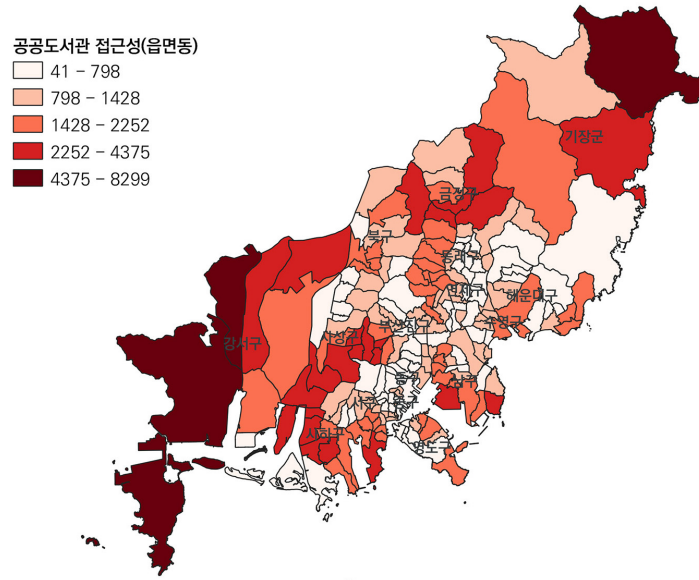 공공도서관 접근성(읍면동)
41 - 798
798 - 1428
1428 - 2252
2252 - 4375
4375 - 8299
기장군
금정구
북구
동래구
연제구
해운대구
부산진구
수영구
사상구
강서구
동구
남구
서구
중구
사하구
영도구